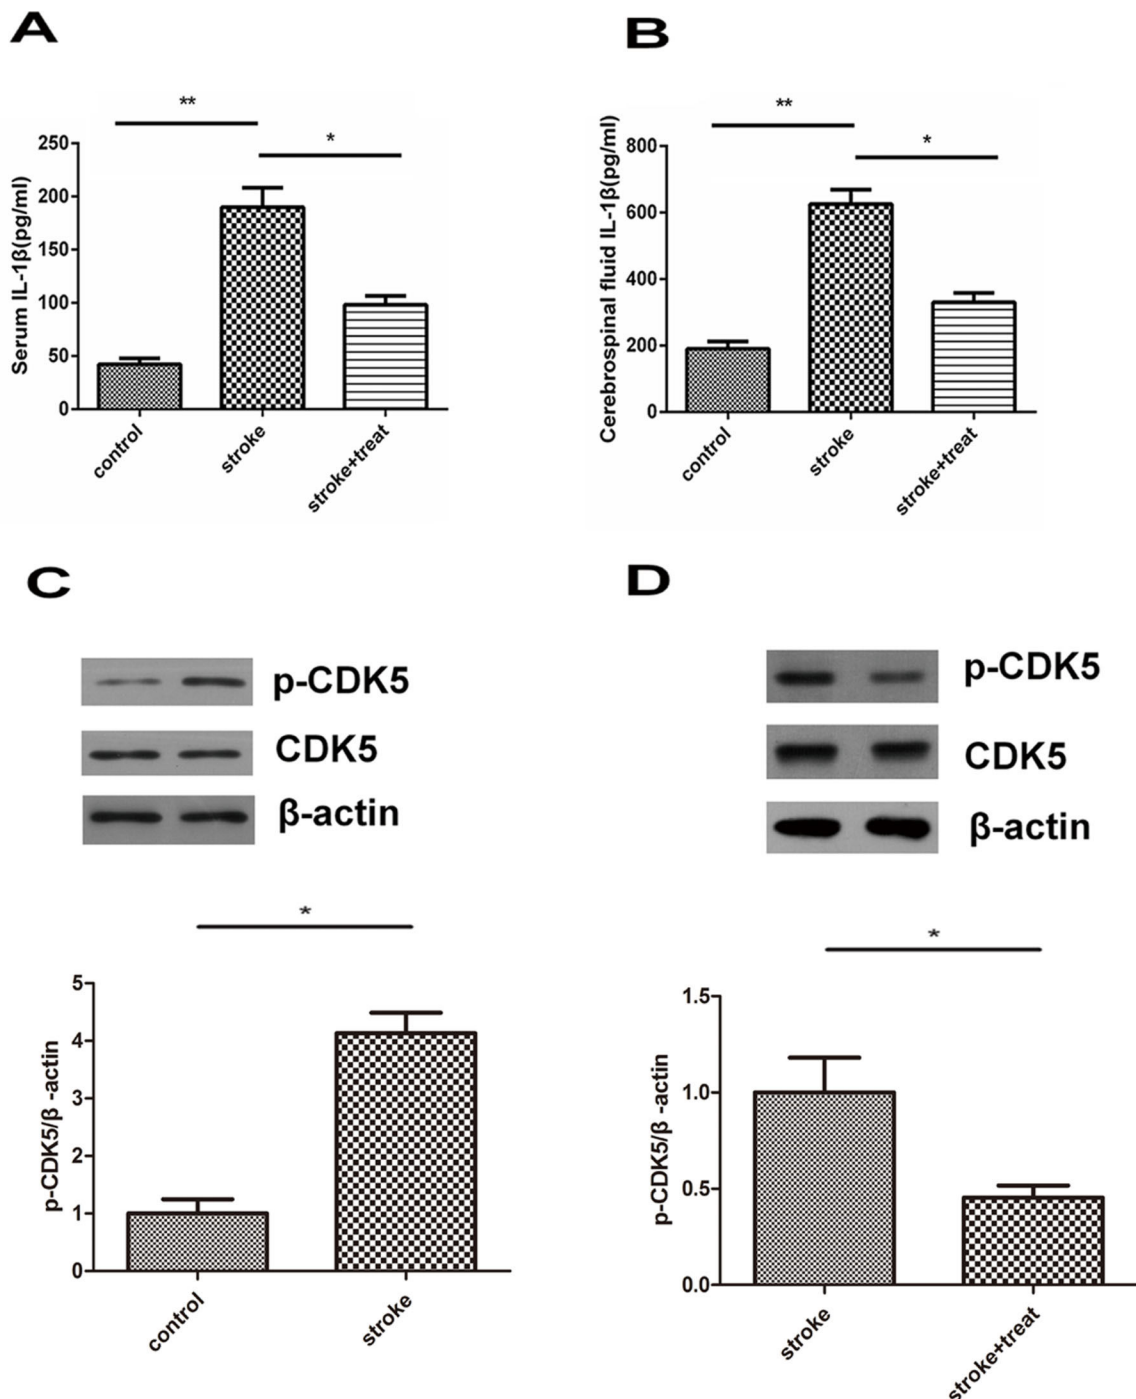 A
**
*
Serum IL-1β(pg/ml)
250
200
150
100
50
0
control
stroke
stroke+treat
B
**
*
Cerebrospinal fluid IL-1β(pg/ml)
800
600
400
200
0
control
stroke
stroke+treat
C
p-CDK5
CDK5
β-actin
*
p-CDK5/β -actin
5
4
3
2
1
0
control
stroke
D
p-CDK5
CDK5
β-actin
*
p-CDK5/β -actin
1.5
1.0
0.5
0.0
stroke
stroke+treat